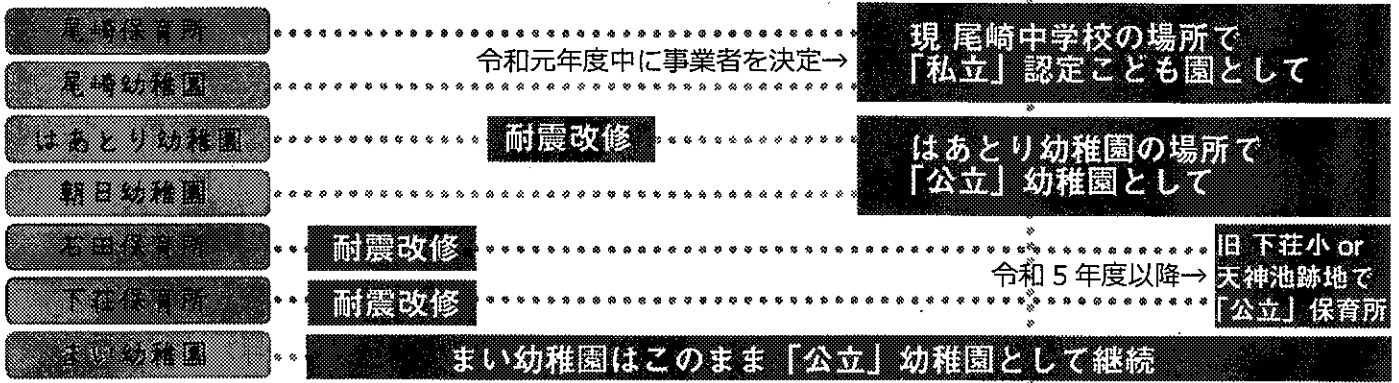 尾崎保育所
現 尾崎中学校の場所で
「私立」認定こども園として
令和元年度中に事業者を決定→
尾崎幼稚園
はあとり幼稚園
耐震改修
はあとり幼稚園の場所で
「公立」幼稚園として
朝日幼稚園
石田保育所
耐震改修
旧 下荘小 or
天神池跡地で
「公立」保育所
令和5年度以降→
下荘保育所
耐震改修
まい幼稚園
まい幼稚園はこのまま「公立」幼稚園として継続